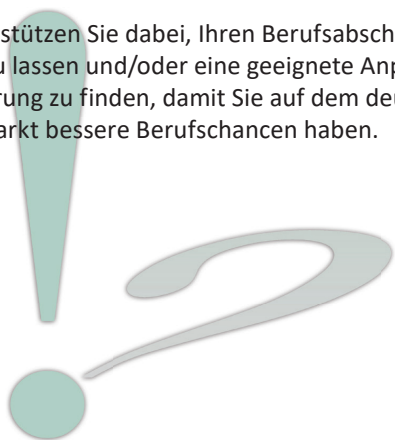 stützen Sie dabei, Ihren Berufsabsch
u lassen und/oder eine geeignete Anp
rung zu finden, damit Sie auf dem deu
arkt bessere Berufschancen haben.